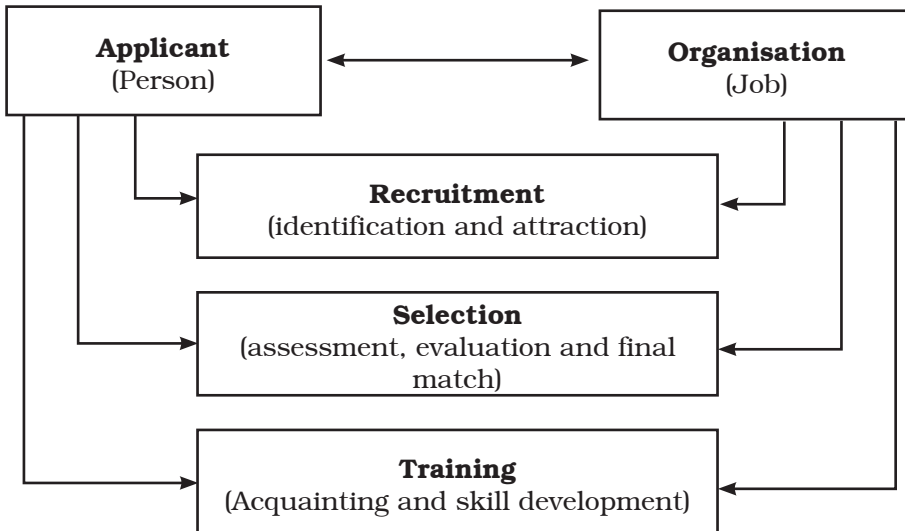 Applicant
(Person)
Organisation
(Job)
Recruitment
(identification and attraction)
Selection
(assessment, evaluation and final
match)
Training
(Acquainting and skill development)